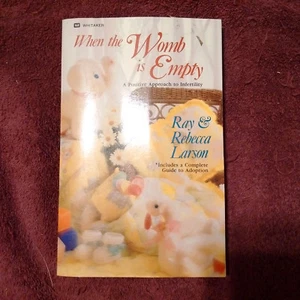 WHITAKER
When the
Womb
is
Empty
A Positive Approach to Infertility
Ray &
Rebecca
Larson
*Includes a Complete
Guide to Adoption